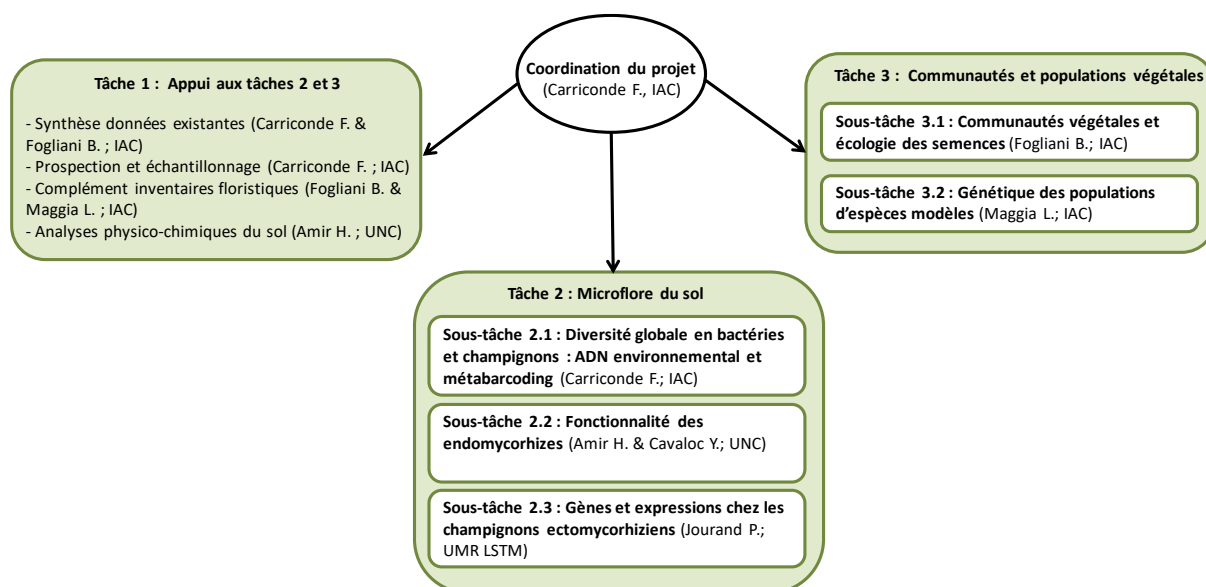 Coordination du projet
(Carriconde F., IAC)
Tâche 1 : Appui aux tâches 2 et 3
- Synthèse données existantes (Carriconde F. &
Fogliani B. ; IAC)
- Prospection et échantillonnage (Carriconde F. ; IAC)
- Complément inventaires floristiques (Fogliani B. &
Maggia L. ; IAC)
- Analyses physico-chimiques du sol (Amir H. ; UNC)
Tâche 3 : Communautés et populations végétales
Sous-tâche 3.1 : Communautés végétales et
écologie des semences (Fogliani B.; IAC)
Sous-tâche 3.2 : Génétique des populations
d'espèces modèles (Maggia L.; IAC)
Tâche 2 : Microflore du sol
Sous-tâche 2.1 : Diversité globale en bactéries
et champignons : ADN environnemental et
métabarcoding (Carriconde F.; IAC)
Sous-tâche 2.2 : Fonctionnalité des
endomycorhizes (Amir H. & Cavaloc Y.; UNC)
Sous-tâche 2.3 : Gènes et expressions chez les
champignons ectomycorhiziens (Jourand P.;
UMR LSTM)